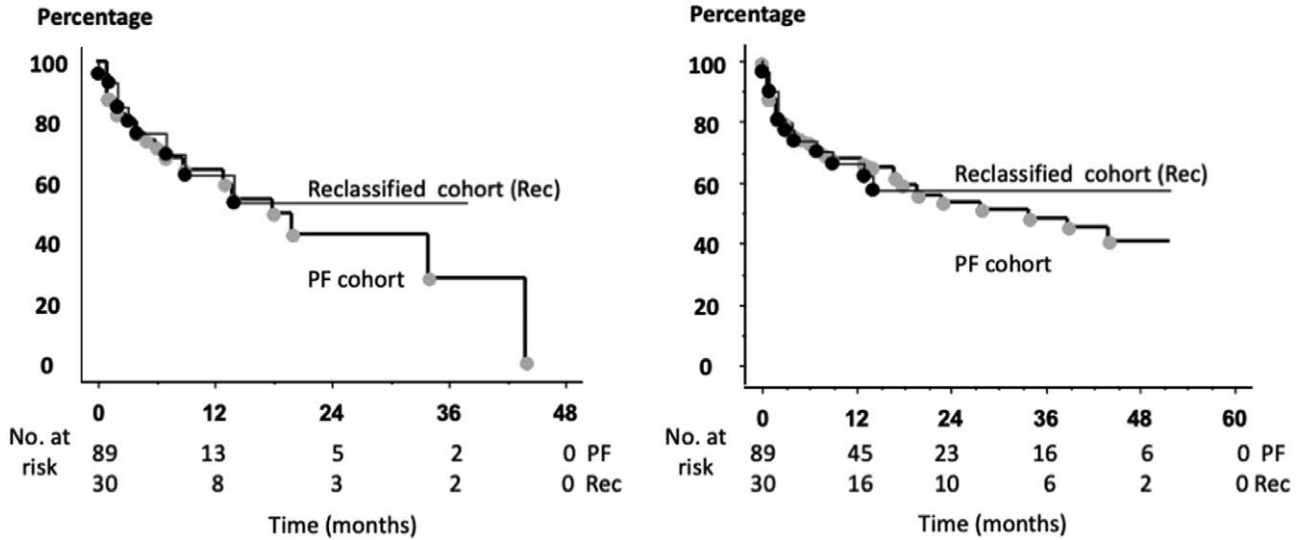 Percentage
100
80
60
40
20
0
Reclassified cohort (Rec)
PF cohort
0 12 24 36 48
No. at risk
89 13 5 2 0 PF
30 8 3 2 0 Rec
Time (months)
Percentage
100
80
60
40
20
0
Reclassified cohort (Rec)
PF cohort
0 12 24 36 48 60
No. at risk
89 45 23 16 6 0 PF
30 16 10 6 2 0 Rec
Time (months)